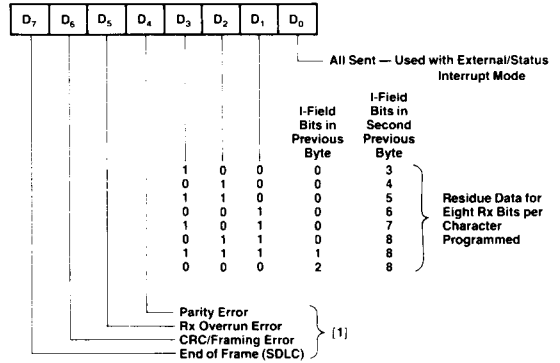 D7 D6 D5 D4 D3 D2 D1 D0
All Sent — Used with External/Status
Interrupt Mode
I-Field
Bits in
Previous
Byte
I-Field
Bits in
Second
Previous
Byte
1 0 0 0 3
0 1 0 0 4
1 1 0 0 5
0 0 1 0 6
1 0 1 0 7
0 1 1 0 8
1 1 1 1 8
0 0 0 2 8
Residue Data for
Eight Rx Bits per
Character
Programmed
Parity Error
Rx Overrun Error
CRC/Framing Error
End of Frame (SDLC)
[1]